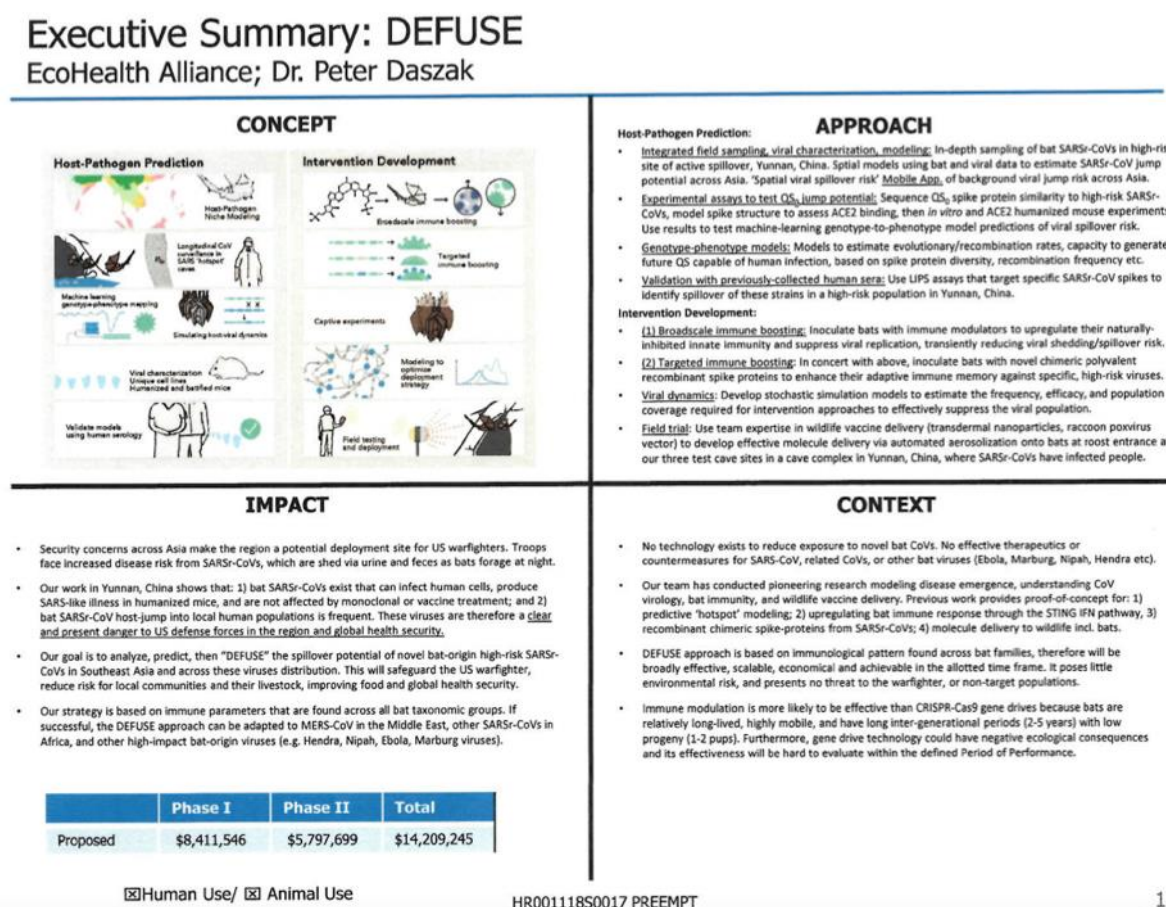 Executive Summary: DEFUSE
EcoHealth Alliance; Dr. Peter Daszak
CONCEPT
Host-Pathogen Prediction
Host-Pathogen
Niche Modeling
Longitudinal CoV
surveillance in
SARS 'hotspot'
caves
Machine learning
genotype-phenotype mapping
Simulating host-viral dynamics
Viral characterization
Unique cell lines
Humanized and batified mice
Validate models
using human serology
Intervention Development
Broadscale immune boosting
Targeted
immune boosting
Captive experiments
Modeling to
optimize
deployment
strategy
Field testing
and deployment
APPROACH
Host-Pathogen Prediction:
• Integrated field sampling, viral characterization, modeling: In-depth sampling of bat SARSr-CoVs in high-ris
site of active spillover, Yunnan, China. Sptial models using bat and viral data to estimate SARSr-CoV jump
potential across Asia. 'Spatial viral spillover risk' Mobile App. of background viral jump risk across Asia.
• Experimental assays to test QS0 jump potential: Sequence QS0 spike protein similarity to high-risk SARSr-
CoVs, model spike structure to assess ACE2 binding, then in vitro and ACE2 humanized mouse experiments
Use results to test machine-learning genotype-to-phenotype model predictions of viral spillover risk.
• Genotype-phenotype models: Models to estimate evolutionary/recombination rates, capacity to generate
future QS capable of human infection, based on spike protein diversity, recombination frequency etc.
• Validation with previously-collected human sera: Use LIPS assays that target specific SARSr-CoV spikes to
identify spillover of these strains in a high-risk population in Yunnan, China.
Intervention Development:
• (1) Broadscale immune boosting: Inoculate bats with immune modulators to upregulate their naturally-
inhibited innate immunity and suppress viral replication, transiently reducing viral shedding/spillover risk.
• (2) Targeted immune boosting: In concert with above, inoculate bats with novel chimeric polyvalent
recombinant spike proteins to enhance their adaptive immune memory against specific, high-risk viruses.
• Viral dynamics: Develop stochastic simulation models to estimate the frequency, efficacy, and population
coverage required for intervention approaches to effectively suppress the viral population.
• Field trial: Use team expertise in wildlife vaccine delivery (transdermal nanoparticles, raccoon poxvirus
vector) to develop effective molecule delivery via automated aerosolization onto bats at roost entrance a
our three test cave sites in a cave complex in Yunnan, China, where SARSr-CoVs have infected people.
IMPACT
• Security concerns across Asia make the region a potential deployment site for US warfighters. Troops
face increased disease risk from SARSr-CoVs, which are shed via urine and feces as bats forage at night.
• Our work in Yunnan, China shows that: 1) bat SARSr-CoVs exist that can infect human cells, produce
SARS-like illness in humanized mice, and are not affected by monoclonal or vaccine treatment; and 2)
bat SARSr-CoV host-jump into local human populations is frequent. These viruses are therefore a clear
and present danger to US defense forces in the region and global health security.
• Our goal is to analyze, predict, then "DEFUSE" the spillover potential of novel bat-origin high-risk SARSr-
CoVs in Southeast Asia and across these viruses distribution. This will safeguard the US warfighter,
reduce risk for local communities and their livestock, improving food and global health security.
• Our strategy is based on immune parameters that are found across all bat taxonomic groups. If
successful, the DEFUSE approach can be adapted to MERS-CoV in the Middle East, other SARSr-CoVs in
Africa, and other high-impact bat-origin viruses (e.g. Hendra, Nipah, Ebola, Marburg viruses).
Phase I Phase II Total
Proposed $8,411,546 $5,797,699 $14,209,245
☒Human Use/ ☒ Animal Use
CONTEXT
• No technology exists to reduce exposure to novel bat CoVs. No effective therapeutics or
countermeasures for SARS-CoV, related CoVs, or other bat viruses (Ebola, Marburg, Nipah, Hendra etc).
• Our team has conducted pioneering research modeling disease emergence, understanding CoV
virology, bat immunity, and wildlife vaccine delivery. Previous work provides proof-of-concept for: 1)
predictive 'hotspot' modeling; 2) upregulating bat immune response through the STING IFN pathway, 3)
recombinant chimeric spike-proteins from SARSr-CoVs; 4) molecule delivery to wildlife incl. bats.
• DEFUSE approach is based on immunological pattern found across bat families, therefore will be
broadly effective, scalable, economical and achievable in the allotted time frame. It poses little
environmental risk, and presents no threat to the warfighter, or non-target populations.
• Immune modulation is more likely to be effective than CRISPR-Cas9 gene drives because bats are
relatively long-lived, highly mobile, and have long inter-generational periods (2-5 years) with low
progeny (1-2 pups). Furthermore, gene drive technology could have negative ecological consequences
and its effectiveness will be hard to evaluate within the defined Period of Performance.
HR001118S0017 PREEMPT
1